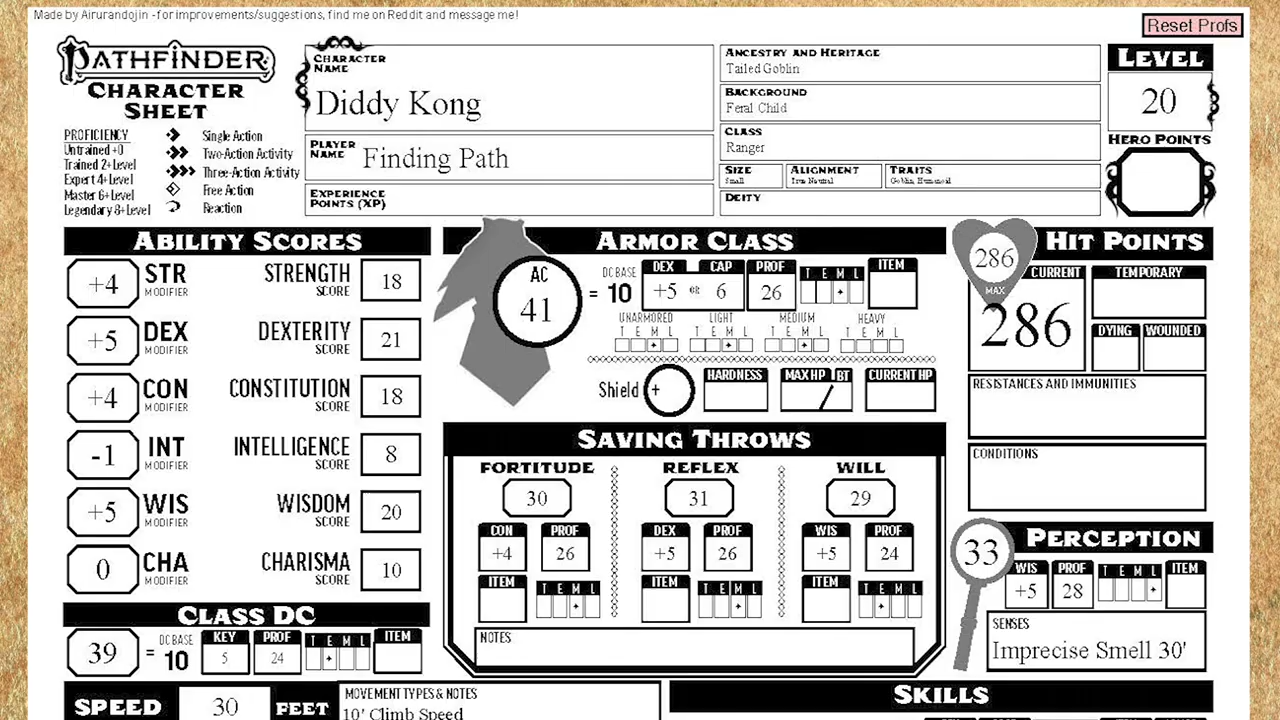 Made by Airurandojin - for improvements/suggestions, find me on Reddit and message me!
Reset Profs
PATHFINDER
CHARACTER
SHEET
PROFICIENCY
Untrained +0
Trained 2+Level
Expert 4+Level
Master 6+Level
Legendary 8+Level
Single Action
Two-Action Activity
Three-Action Activity
Free Action
Reaction
CHARACTER
NAME
Diddy Kong
PLAYER
NAME
Finding Path
EXPERIENCE
POINTS (XP)
ANCESTRY AND HERITAGE
Tailed Goblin
BACKGROUND
Feral Child
CLASS
Ranger
SIZE
Small
ALIGNMENT
True Neutral
TRAITS
Goblin, Humanoid
DEITY
LEVEL
20
HERO POINTS
ABILITY SCORES
+4 STR MODIFIER STRENGTH SCORE 18
+5 DEX MODIFIER DEXTERITY SCORE 21
+4 CON MODIFIER CONSTITUTION SCORE 18
-1 INT MODIFIER INTELLIGENCE SCORE 8
+5 WIS MODIFIER WISDOM SCORE 20
0 CHA MODIFIER CHARISMA SCORE 10
CLASS DC
39 = DC BASE 10 KEY 5 PROF 24 T E M L ITEM
ARMOR CLASS
AC 41 = DC BASE 10 DEX +5 OR CAP 6 PROF 26 T E M L ITEM
UNARMORED LIGHT MEDIUM HEAVY
T E M L T E M L T E M L T E M L
Shield + HARDNESS MAX HP BT CURRENT HP
SAVING THROWS
FORTITUDE REFLEX WILL
30 31 29
CON PROF DEX PROF WIS PROF
+4 26 +5 26 +5 24
ITEM T E M L ITEM T E M L ITEM T E M L
NOTES
HIT POINTS
286
MAX
CURRENT
286
TEMPORARY
DYING WOUNDED
RESISTANCES AND IMMUNITIES
CONDITIONS
PERCEPTION
33 WIS +5 PROF 28 T E M L ITEM
SENSES
Imprecise Smell 30'
SPEED 30 FEET
MOVEMENT TYPES & NOTES
10' Climb Speed
SKILLS